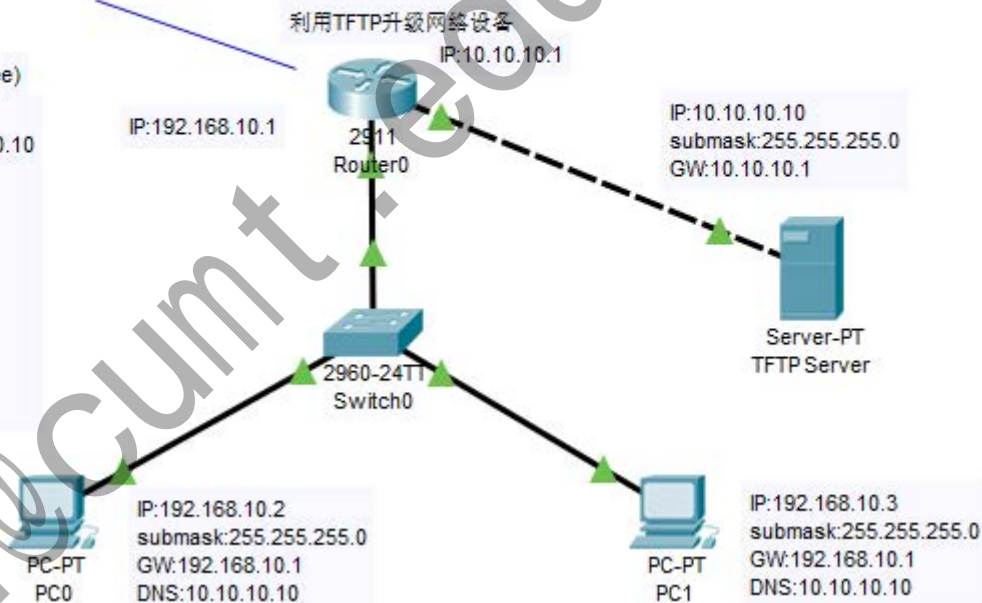 利用TFTP升级网络设备
IP:10.10.10.1
e)
0.10
IP:192.168.10.1
2911
Router0
IP:10.10.10.10
submask:255.255.255.0
GW:10.10.10.1
Server-PT
TFTP Server
2960-24TT
Switch0
PC-PT
PC0
IP:192.168.10.2
submask:255.255.255.0
GW:192.168.10.1
DNS:10.10.10.10
PC-PT
PC1
IP:192.168.10.3
submask:255.255.255.0
GW:192.168.10.1
DNS:10.10.10.10
@cumt.edu